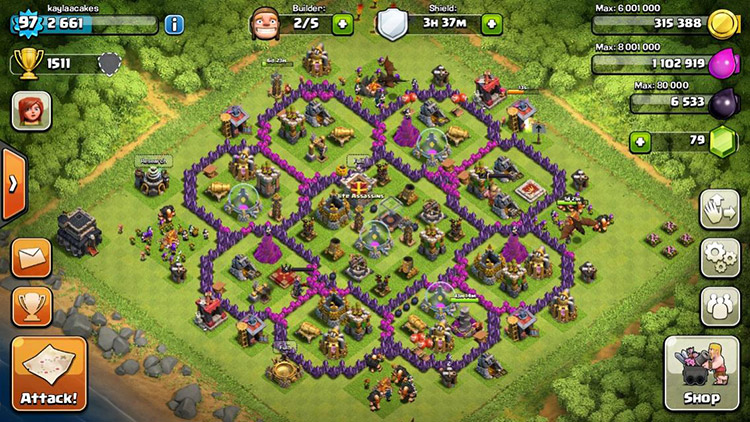 kaylaacakes
97
2 661
i
Builder:
2/5
Shield:
3h 37m
Max: 6 001 000
315 388
Max: 8 001 000
1 102 919
Max: 80 000
6 533
79
1511
Attack!
Shop